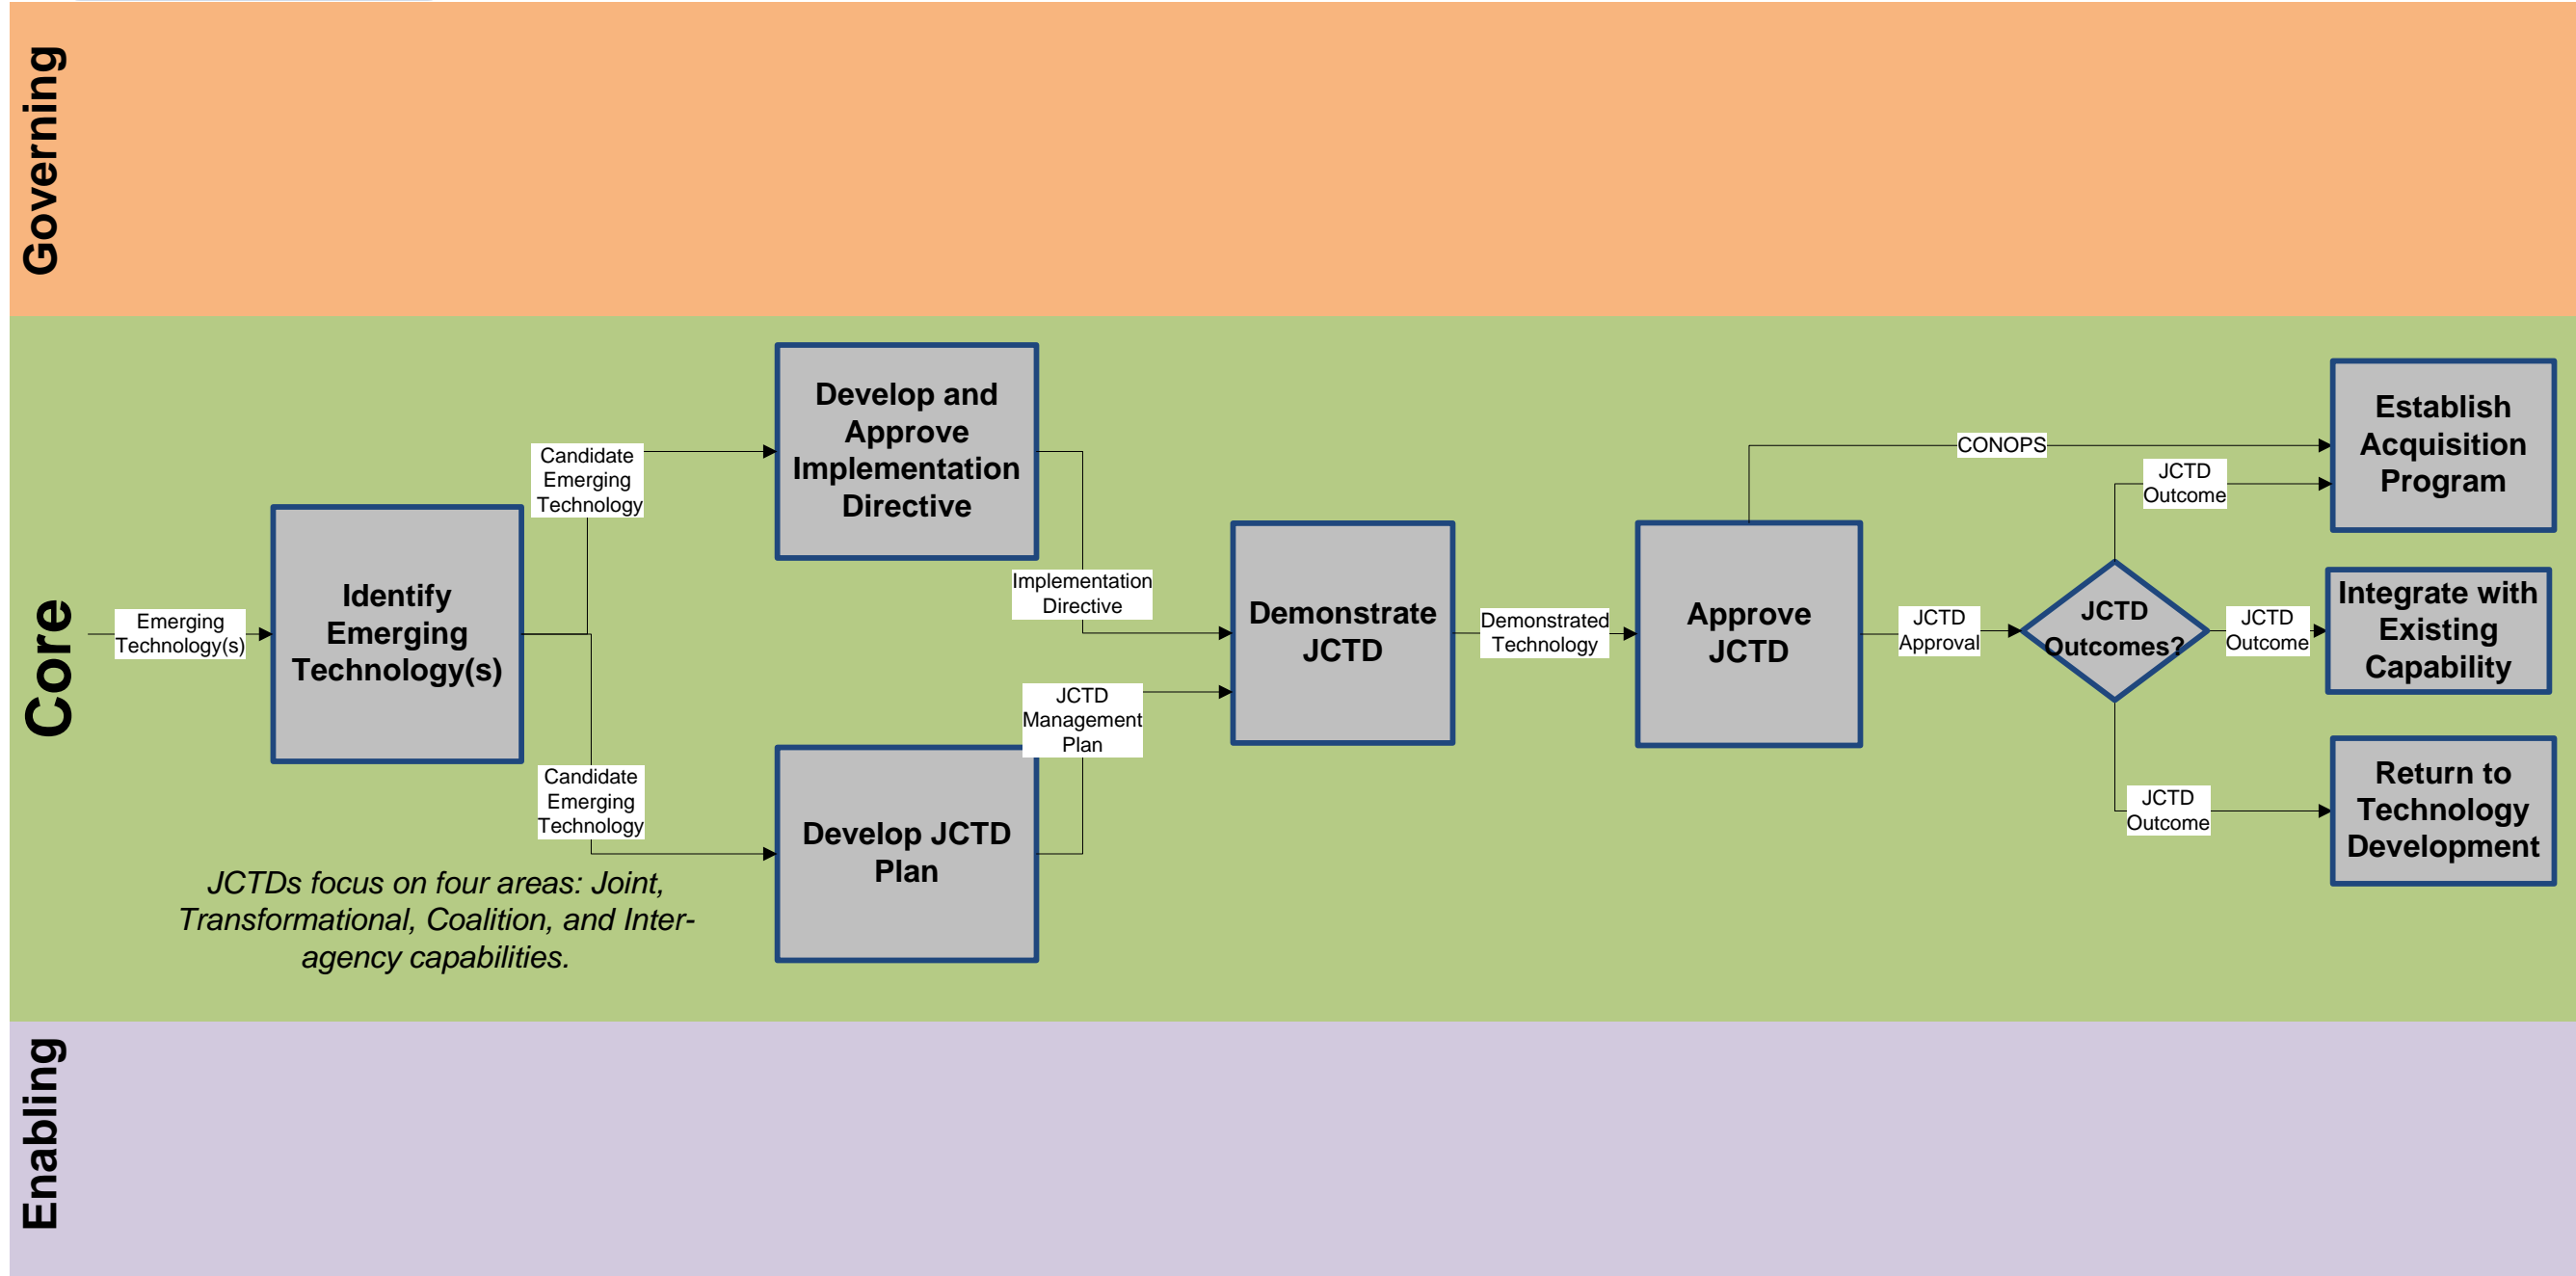 Governing
Core
Enabling
Emerging
Technology(s)
Identify
Emerging
Technology(s)
Candidate
Emerging
Technology
Candidate
Emerging
Technology
JCTDs focus on four areas: Joint,
Transformational, Coalition, and Inter-
agency capabilities.
Develop and
Approve
Implementation
Directive
Develop JCTD
Plan
Implementation
Directive
JCTD
Management
Plan
Demonstrate
JCTD
Demonstrated
Technology
Approve
JCTD
CONOPS
JCTD
Approval
JCTD
Outcomes?
JCTD
Outcome
JCTD
Outcome
JCTD
Outcome
Establish
Acquisition
Program
Integrate with
Existing
Capability
Return to
Technology
Development